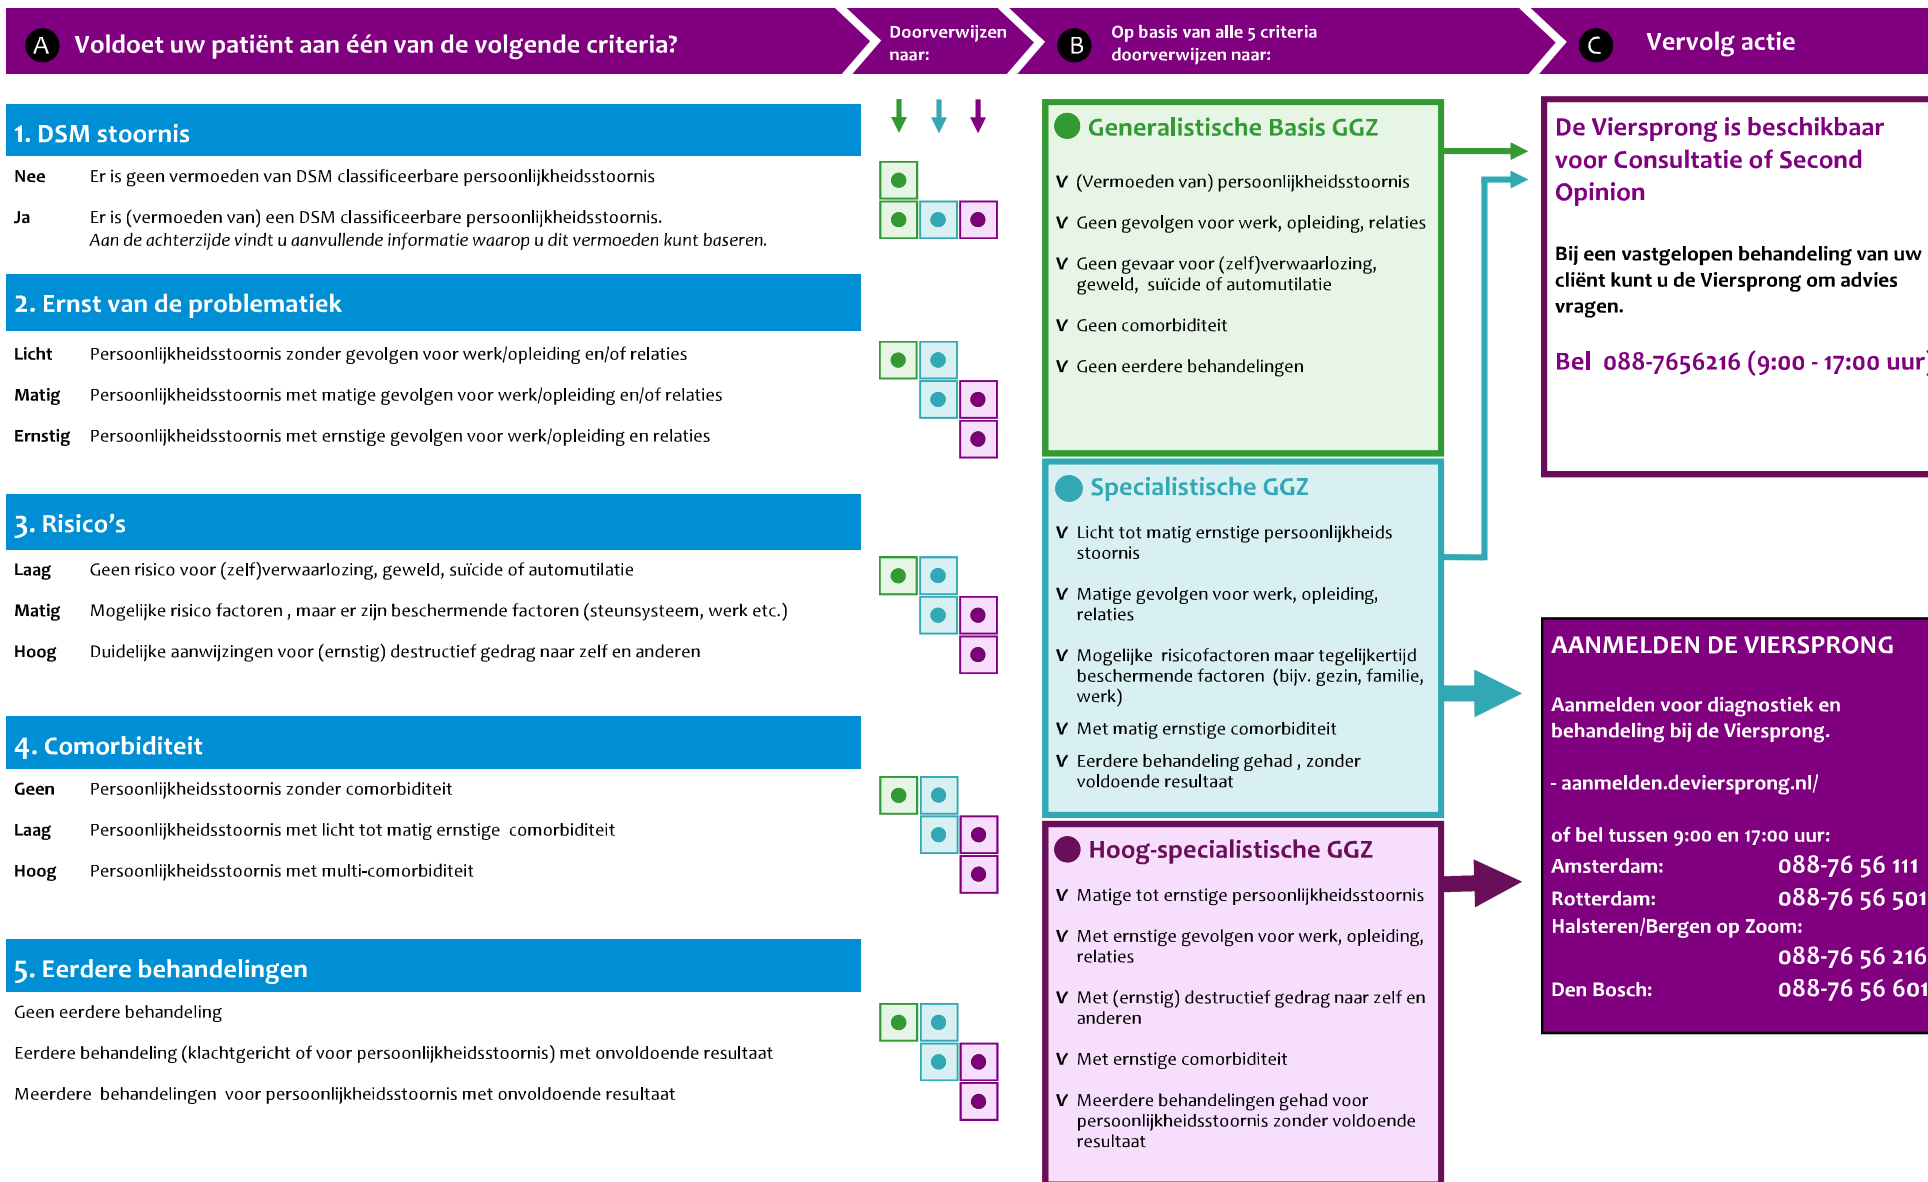 A Voldoet uw patiënt aan één van de volgende criteria?
Doorverwijzen
naar:
B Op basis van alle 5 criteria
doorverwijzen naar:
C Vervolg actie
1. DSM stoornis
Nee Er is geen vermoeden van DSM classificeerbare persoonlijkheidsstoornis
Ja Er is (vermoeden van) een DSM classificeerbare persoonlijkheidsstoornis.
Aan de achterzijde vindt u aanvullende informatie waarop u dit vermoeden kunt baseren.
2. Ernst van de problematiek
Licht Persoonlijkheidsstoornis zonder gevolgen voor werk/opleiding en/of relaties
Matig Persoonlijkheidsstoornis met matige gevolgen voor werk/opleiding en/of relaties
Ernstig Persoonlijkheidsstoornis met ernstige gevolgen voor werk/opleiding en relaties
3. Risico's
Laag Geen risico voor (zelf)verwaarlozing, geweld, suïcide of automutilatie
Matig Mogelijke risico factoren , maar er zijn beschermende factoren (steunsysteem, werk etc.)
Hoog Duidelijke aanwijzingen voor (ernstig) destructief gedrag naar zelf en anderen
4. Comorbiditeit
Geen Persoonlijkheidsstoornis zonder comorbiditeit
Laag Persoonlijkheidsstoornis met licht tot matig ernstige comorbiditeit
Hoog Persoonlijkheidsstoornis met multi-comorbiditeit
5. Eerdere behandelingen
Geen eerdere behandeling
Eerdere behandeling (klachtgericht of voor persoonlijkheidsstoornis) met onvoldoende resultaat
Meerdere behandelingen voor persoonlijkheidsstoornis met onvoldoende resultaat
Generalistische Basis GGZ
v (Vermoeden van) persoonlijkheidsstoornis
v Geen gevolgen voor werk, opleiding, relaties
v Geen gevaar voor (zelf)verwaarlozing,
geweld, suïcide of automutilatie
v Geen comorbiditeit
v Geen eerdere behandelingen
Specialistische GGZ
v Licht tot matig ernstige persoonlijkheids
stoornis
v Matige gevolgen voor werk, opleiding,
relaties
v Mogelijke risicofactoren maar tegelijkertijd
beschermende factoren (bijv. gezin, familie,
werk)
v Met matig ernstige comorbiditeit
v Eerdere behandeling gehad , zonder
voldoende resultaat
Hoog-specialistische GGZ
v Matige tot ernstige persoonlijkheidsstoornis
v Met ernstige gevolgen voor werk, opleiding,
relaties
v Met (ernstig) destructief gedrag naar zelf en
anderen
v Met ernstige comorbiditeit
v Meerdere behandelingen gehad voor
persoonlijkheidsstoornis zonder voldoende
resultaat
De Viersprong is beschikbaar
voor Consultatie of Second
Opinion
Bij een vastgelopen behandeling van uw
cliënt kunt u de Viersprong om advies
vragen.
Bel 088-7656216 (9:00 - 17:00 uur)
AANMELDEN DE VIERSPRONG
Aanmelden voor diagnostiek en
behandeling bij de Viersprong.
- aanmelden.deviersprong.nl/
of bel tussen 9:00 en 17:00 uur:
Amsterdam: 088-76 56 111
Rotterdam: 088-76 56 501
Halsteren/Bergen op Zoom:
088-76 56 216
Den Bosch: 088-76 56 601